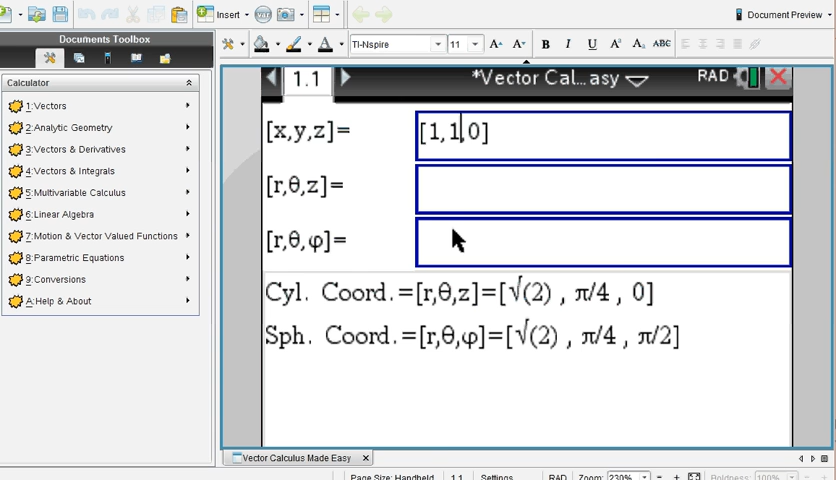 Insert
Document Preview
Documents Toolbox
TI-Nspire 11 A A B I U A A ABC
Calculator
1:Vectors
2:Analytic Geometry
3:Vectors & Derivatives
4:Vectors & Integrals
5:Multivariable Calculus
6:Linear Algebra
7:Motion & Vector Valued Functions
8:Parametric Equations
9:Conversions
A:Help & About
1.1 *Vector Cal...asy RAD
[x,y,z]= [1,1,0]
[r,θ,z]=
[r,θ,φ]=
Cyl. Coord.=[r,θ,z]=[√(2) , π/4 , 0]
Sph. Coord.=[r,θ,φ]=[√(2) , π/4 , π/2]
Vector Calculus Made Easy
Page Size: Handheld 1.1 Settings RAD Zoom: 230% Boldness: 100%